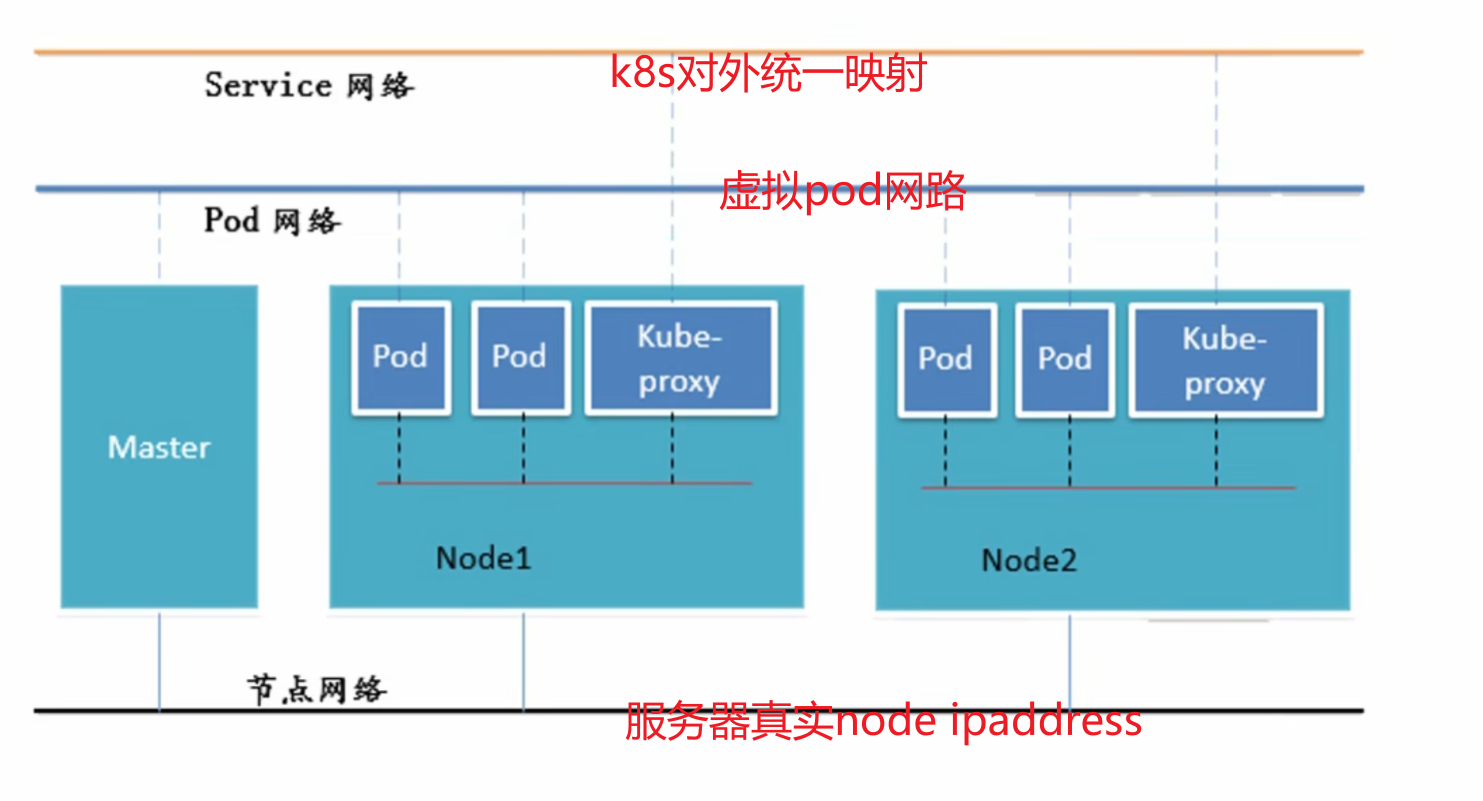 k8s对外统一映射
Service 网络
虚拟pod网路
Pod 网络
Pod
Pod
Kube-
proxy
Pod
Pod
Kube-
proxy
Master
Node1
Node2
节点网络
服务器真实node ipaddress